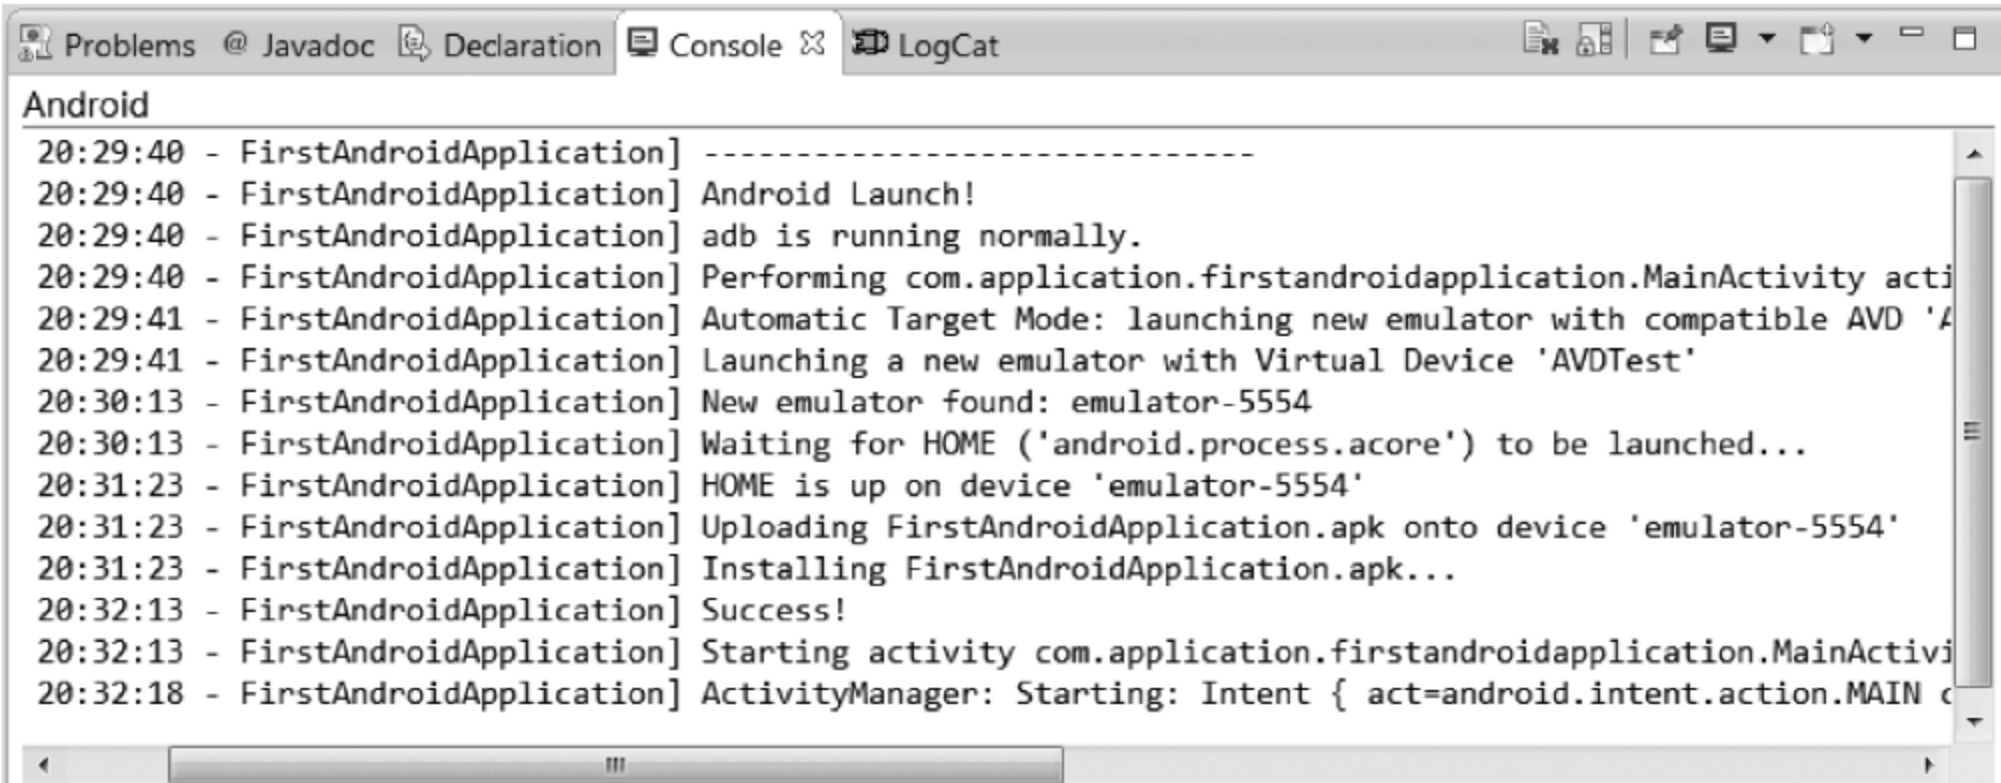 Problems @ Javadoc Declaration Console LogCat
Android
20:29:40 - FirstAndroidApplication] ------------------------------
20:29:40 - FirstAndroidApplication] Android Launch!
20:29:40 - FirstAndroidApplication] adb is running normally.
20:29:40 - FirstAndroidApplication] Performing com.application.firstandroidapplication.MainActivity acti
20:29:41 - FirstAndroidApplication] Automatic Target Mode: launching new emulator with compatible AVD 'A
20:29:41 - FirstAndroidApplication] Launching a new emulator with Virtual Device 'AVDTest'
20:30:13 - FirstAndroidApplication] New emulator found: emulator-5554
20:30:13 - FirstAndroidApplication] Waiting for HOME ('android.process.acore') to be launched...
20:31:23 - FirstAndroidApplication] HOME is up on device 'emulator-5554'
20:31:23 - FirstAndroidApplication] Uploading FirstAndroidApplication.apk onto device 'emulator-5554'
20:31:23 - FirstAndroidApplication] Installing FirstAndroidApplication.apk...
20:32:13 - FirstAndroidApplication] Success!
20:32:13 - FirstAndroidApplication] Starting activity com.application.firstandroidapplication.MainActivi
20:32:18 - FirstAndroidApplication] ActivityManager: Starting: Intent { act=android.intent.action.MAIN c